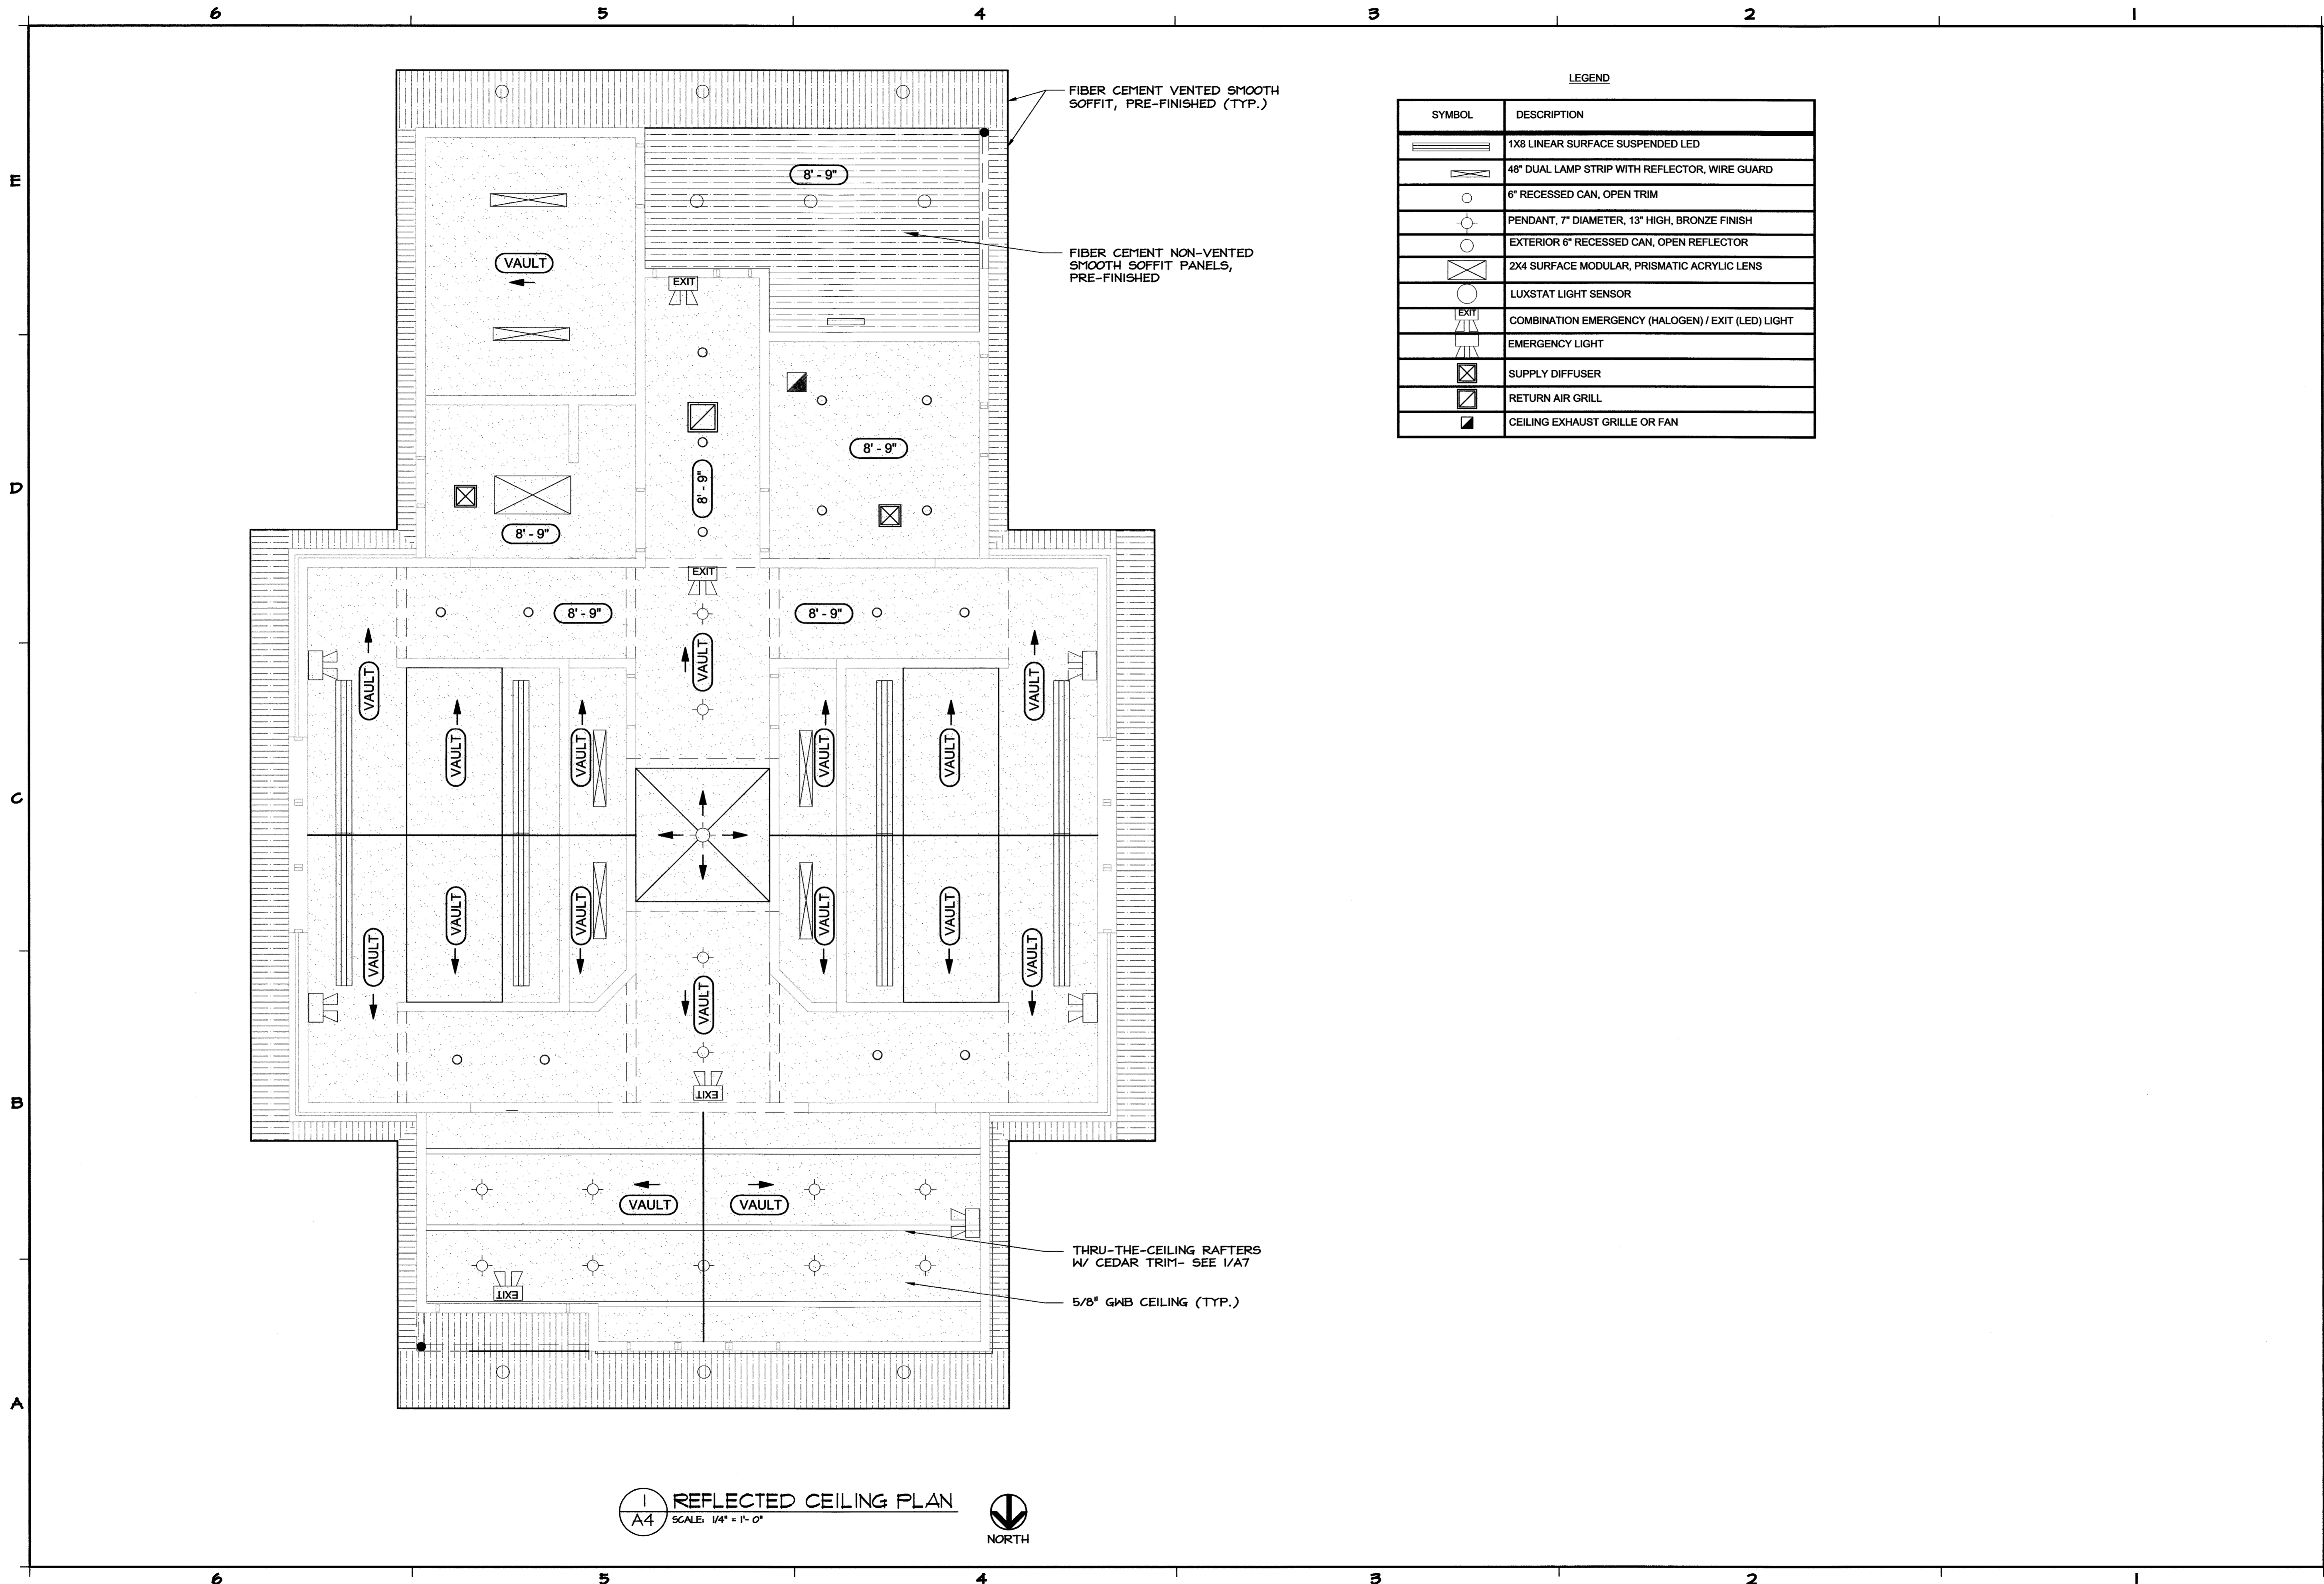 6 5 4 3 2 1
LEGEND
SYMBOL DESCRIPTION
1X8 LINEAR SURFACE SUSPENDED LED
48" DUAL LAMP STRIP WITH REFLECTOR, WIRE GUARD
6" RECESSED CAN, OPEN TRIM
PENDANT, 7" DIAMETER, 13" HIGH, BRONZE FINISH
EXTERIOR 6" RECESSED CAN, OPEN REFLECTOR
2X4 SURFACE MODULAR, PRISMATIC ACRYLIC LENS
LUXSTAT LIGHT SENSOR
EXIT COMBINATION EMERGENCY (HALOGEN) / EXIT (LED) LIGHT
EMERGENCY LIGHT
SUPPLY DIFFUSER
RETURN AIR GRILL
CEILING EXHAUST GRILLE OR FAN
FIBER CEMENT VENTED SMOOTH
SOFFIT, PRE-FINISHED (TYP.)
E
8' - 9"
FIBER CEMENT NON-VENTED
SMOOTH SOFFIT PANELS,
PRE-FINISHED
VAULT
EXIT
8' - 9"
8' - 9"
D
8' - 9"
EXIT
8' - 9"
8' - 9"
VAULT
VAULT
VAULT
VAULT
VAULT
VAULT
VAULT
C
VAULT
VAULT
VAULT
VAULT
VAULT
VAULT
VAULT
EXIT
B
VAULT
VAULT
THRU-THE-CEILING RAFTERS
W/ CEDAR TRIM- SEE 1/A7
EXIT
5/8" GWB CEILING (TYP.)
A
1
A4
REFLECTED CEILING PLAN
SCALE: 1/4" = 1'- 0"
NORTH
6 5 4 3 2 1